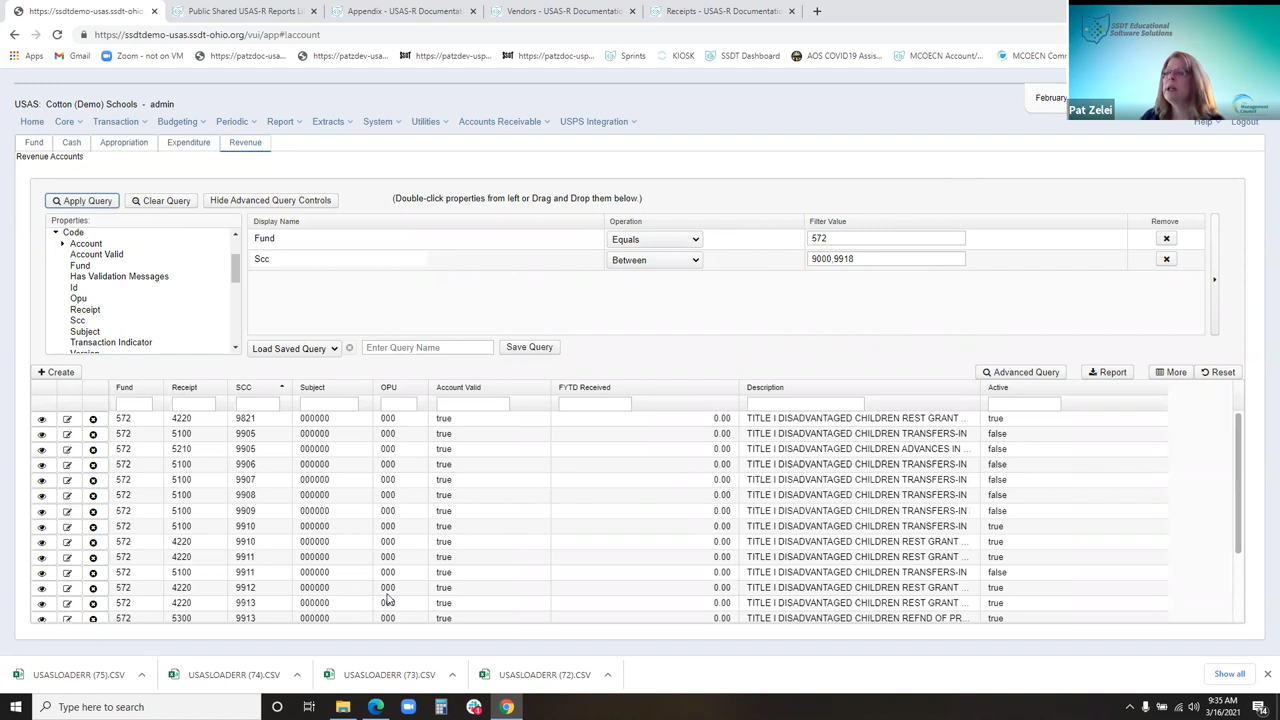 https://ssdtdemo-usas.ssdt-ohio.
Public Shared USAS-R Reports Li
Appendix - USAS-R Documentat
Vendors - USAS-R Documentatio
Receipts - USAS-R Documentatio
https://ssdtdemo-usas.ssdt-ohio.org/vui/app#!account
Apps
Gmail
Zoom - not on VM
https://patzdoc-usa...
https://patzdev-usa...
https://patzdoc-usp...
Sprints
KIOSK
SSDT Dashboard
AOS COVID19 Assis...
MCOECN Account/...
MCOECN Comm
SSDT Educational
Software Solutions
Management
Council
Pat Zelei
USAS: Cotton (Demo) Schools - admin
February
Home
Core
Transaction
Budgeting
Periodic
Report
Extracts
System
Utilities
Accounts Receivable
USPS Integration
Help
Logout
Fund
Cash
Appropriation
Expenditure
Revenue
Revenue Accounts
Apply Query
Clear Query
Hide Advanced Query Controls
(Double-click properties from left or Drag and Drop them below.)
Properties:
Code
Account
Account Valid
Fund
Has Validation Messages
Id
Opu
Receipt
Scc
Subject
Transaction Indicator
Version
Display Name Operation Filter Value Remove
Fund Equals 572
Scc Between 9000,9918
Load Saved Query
Enter Query Name
Save Query
Create
Advanced Query
Report
More
Reset
Fund Receipt SCC Subject OPU Account Valid FYTD Received Description Active
572 4220 9821 000000 000 true 0.00 TITLE I DISADVANTAGED CHILDREN REST GRANT ... true
572 5100 9905 000000 000 true 0.00 TITLE I DISADVANTAGED CHILDREN TRANSFERS-IN false
572 5210 9905 000000 000 true 0.00 TITLE I DISADVANTAGED CHILDREN ADVANCES IN ... false
572 5100 9906 000000 000 true 0.00 TITLE I DISADVANTAGED CHILDREN TRANSFERS-IN false
572 5100 9907 000000 000 true 0.00 TITLE I DISADVANTAGED CHILDREN TRANSFERS-IN false
572 5100 9908 000000 000 true 0.00 TITLE I DISADVANTAGED CHILDREN TRANSFERS-IN false
572 5100 9909 000000 000 true 0.00 TITLE I DISADVANTAGED CHILDREN TRANSFERS-IN false
572 5100 9910 000000 000 true 0.00 TITLE I DISADVANTAGED CHILDREN TRANSFERS-IN true
572 4220 9910 000000 000 true 0.00 TITLE I DISADVANTAGED CHILDREN REST GRANT ... true
572 4220 9911 000000 000 true 0.00 TITLE I DISADVANTAGED CHILDREN REST GRANT ... true
572 5100 9911 000000 000 true 0.00 TITLE I DISADVANTAGED CHILDREN TRANSFERS-IN false
572 4220 9912 000000 000 true 0.00 TITLE I DISADVANTAGED CHILDREN REST GRANT ... true
572 4220 9913 000000 000 true 0.00 TITLE I DISADVANTAGED CHILDREN REST GRANT ... true
572 5300 9913 000000 000 true 0.00 TITLE I DISADVANTAGED CHILDREN REFND OF PR... true
USASLOADERR (75).CSV
USASLOADERR (74).CSV
USASLOADERR (73).CSV
USASLOADERR (72).CSV
Show all
Type here to search
9:35 AM
3/16/2021
14